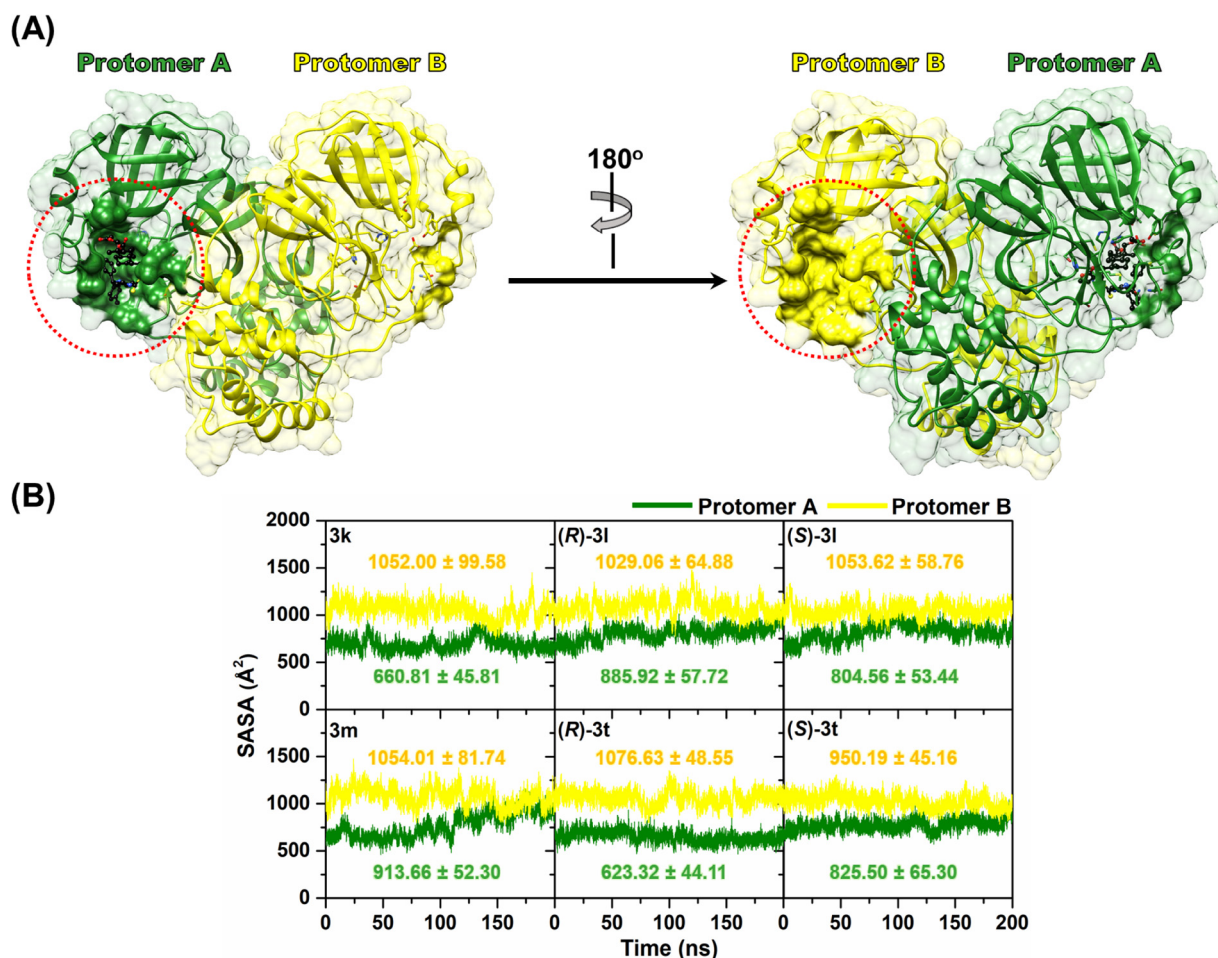 (A)
Protomer A Protomer B
Protomer B Protomer A
180°
(B)
Protomer A Protomer B
2000
1500
1000
500
0
1500
1000
500
0
SASA (Å²)
3k
1052.00 ± 99.58
660.81 ± 45.81
(R)-3l
1029.06 ± 64.88
885.92 ± 57.72
(S)-3l
1053.62 ± 58.76
804.56 ± 53.44
3m
1054.01 ± 81.74
913.66 ± 52.30
(R)-3t
1076.63 ± 48.55
623.32 ± 44.11
(S)-3t
950.19 ± 45.16
825.50 ± 65.30
0 50 100 150 0 50 100 150 0 50 100 150 200
Time (ns)